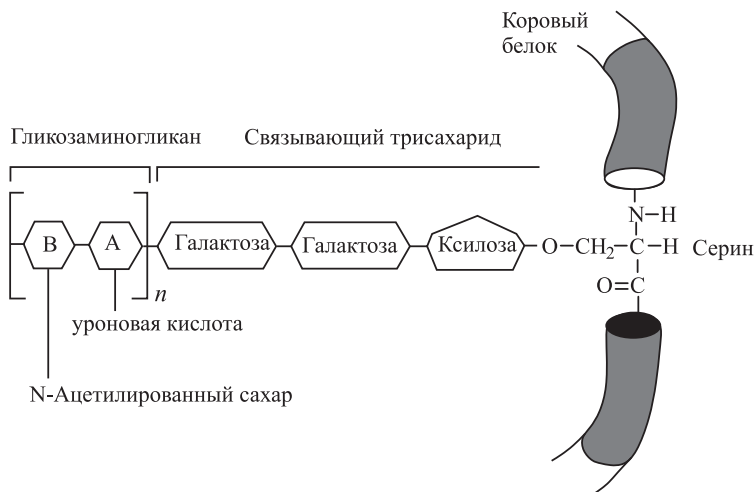 Коровый
белок
Гликозаминогликан
Связывающий трисахарид
B
A
n
Галактоза
Галактоза
Ксилоза
O–CH₂–C–H
N–H
O=C
Серин
уроновая кислота
N-Ацетилированный сахар